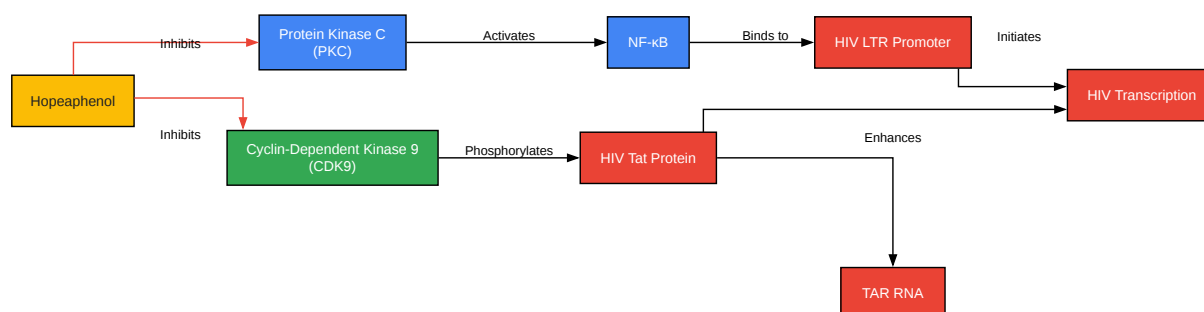 Inhibits
Protein Kinase C
(PKC)
Activates
NF-κB
Binds to
HIV LTR Promoter
Initiates
Hopeaphenol
HIV Transcription
Inhibits
Cyclin-Dependent Kinase 9
(CDK9)
Phosphorylates
HIV Tat Protein
Enhances
TAR RNA